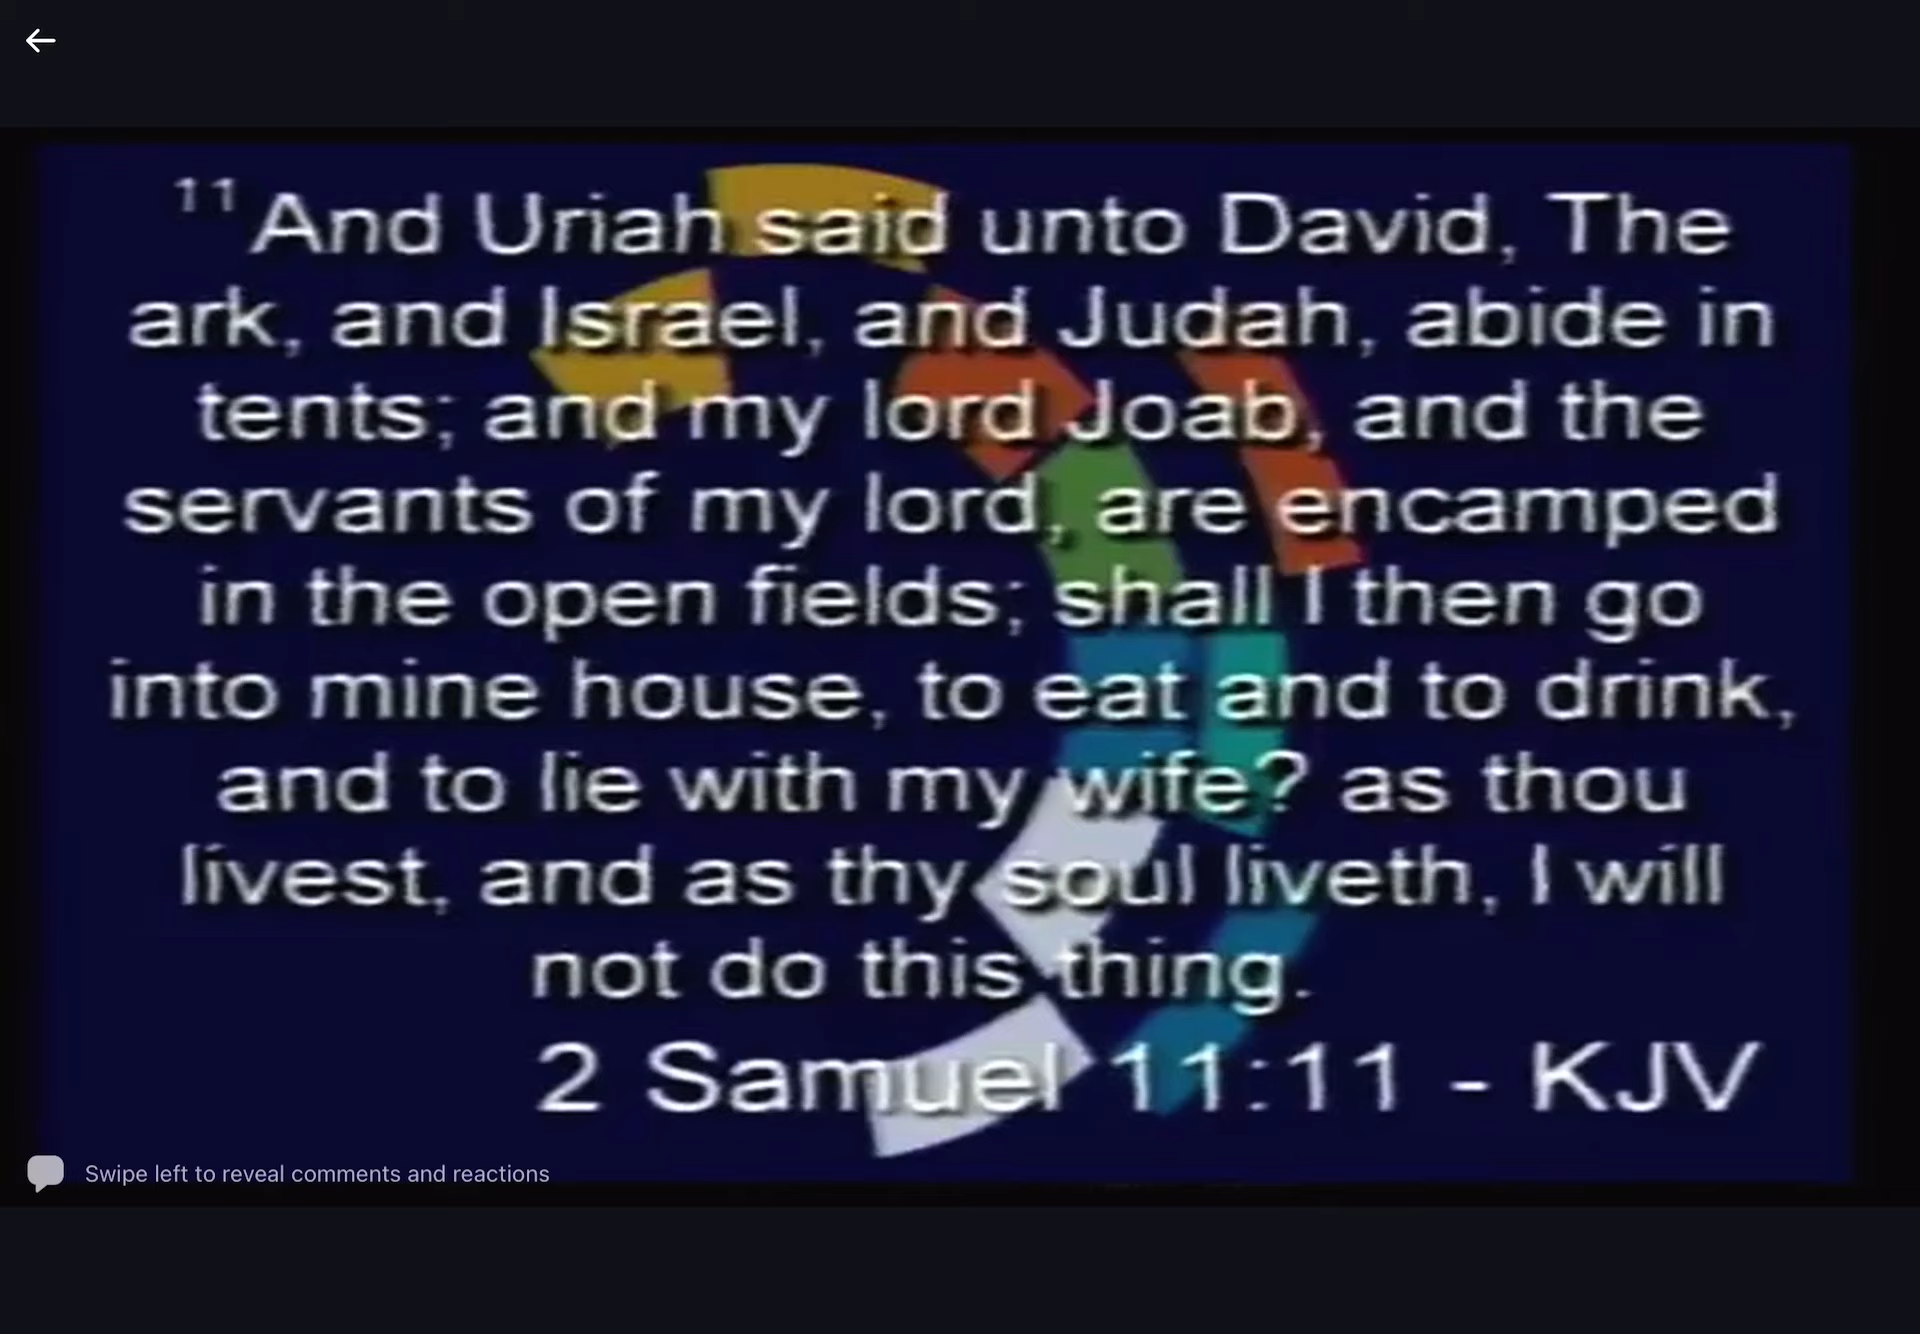 11 And Uriah said unto David, The
ark, and Israel, and Judah, abide in
tents; and my lord Joab, and the
servants of my lord, are encamped
in the open fields; shall I then go
into mine house, to eat and to drink,
and to lie with my wife? as thou
livest, and as thy soul liveth, I will
not do this thing.
2 Samuel 11:11 - KJV
Swipe left to reveal comments and reactions